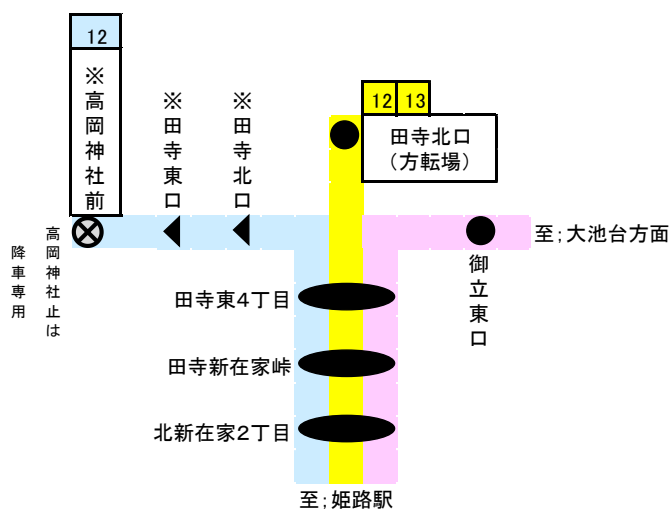 12
※高岡神社前
※田寺東口
※田寺北口
12 13
田寺北口
(方転場)
高岡神社止は
降車専用
至;大池台方面
御立東口
田寺東4丁目
田寺新在家峠
北新在家2丁目
至;姫路駅